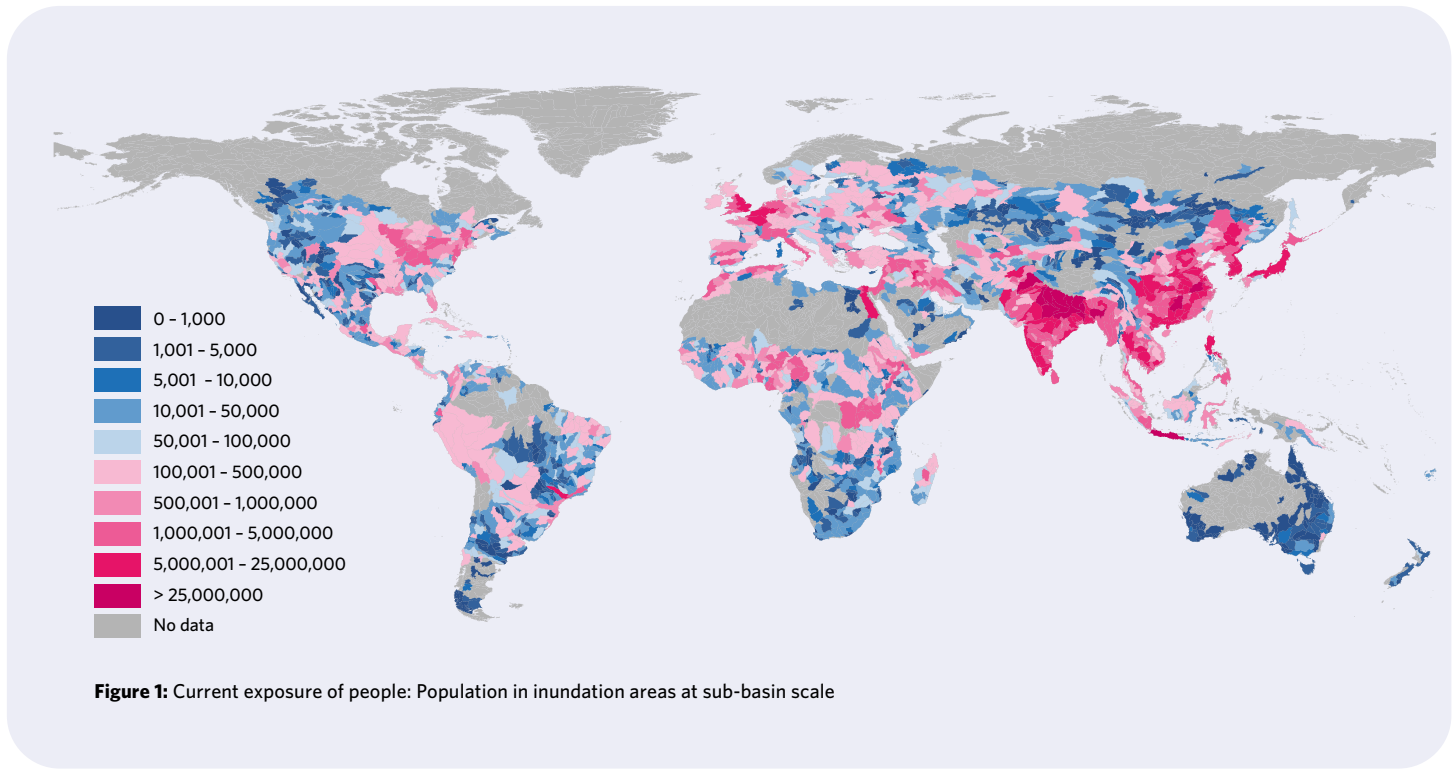 0 – 1,000
1,001 – 5,000
5,001 – 10,000
10,001 – 50,000
50,001 – 100,000
100,001 – 500,000
500,001 – 1,000,000
1,000,001 – 5,000,000
5,000,001 – 25,000,000
> 25,000,000
No data
Figure 1: Current exposure of people: Population in inundation areas at sub-basin scale